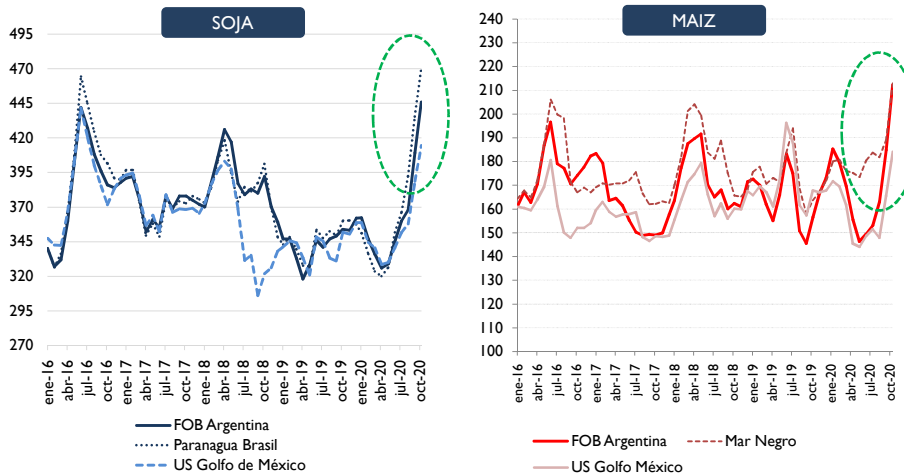 SOJA
495
470
445
420
395
370
345
320
295
270
ene-16
abr-16
jul-16
oct-16
ene-17
abr-17
jul-17
oct-17
ene-18
abr-18
jul-18
oct-18
ene-19
abr-19
jul-19
oct-19
ene-20
abr-20
jul-20
oct-20
FOB Argentina
Paranagua Brasil
US Golfo de México
MAIZ
240
230
220
210
200
190
180
170
160
150
140
130
120
110
100
ene-16
abr-16
jul-16
oct-16
ene-17
abr-17
jul-17
oct-17
ene-18
abr-18
jul-18
oct-18
ene-19
abr-19
jul-19
oct-19
ene-20
abr-20
jul-20
oct-20
FOB Argentina
Mar Negro
US Golfo México